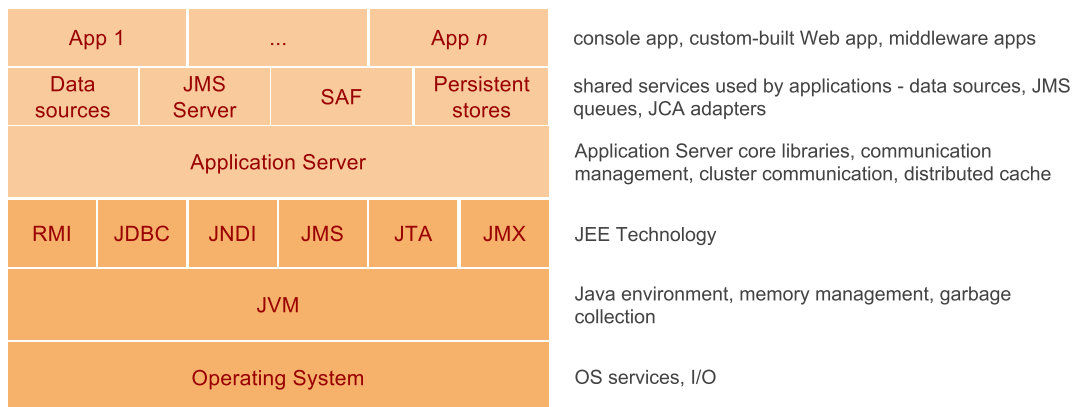 App 1
...
App n
console app, custom-built Web app, middleware apps
Data
sources
JMS
Server
SAF
Persistent
stores
shared services used by applications - data sources, JMS
queues, JCA adapters
Application Server
Application Server core libraries, communication
management, cluster communication, distributed cache
RMI
JDBC
JNDI
JMS
JTA
JMX
JEE Technology
JVM
Java environment, memory management, garbage
collection
Operating System
OS services, I/O